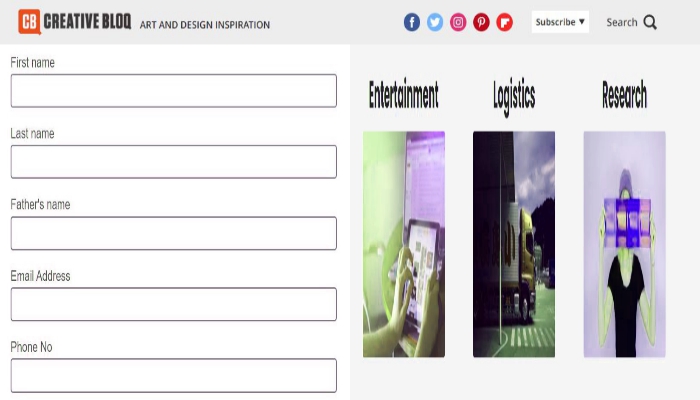 CB CREATIVE BLOQ ART AND DESIGN INSPIRATION
Subscribe ▼ Search
First name
Last name
Father's name
Email Address
Phone No
Entertainment Logistics Research